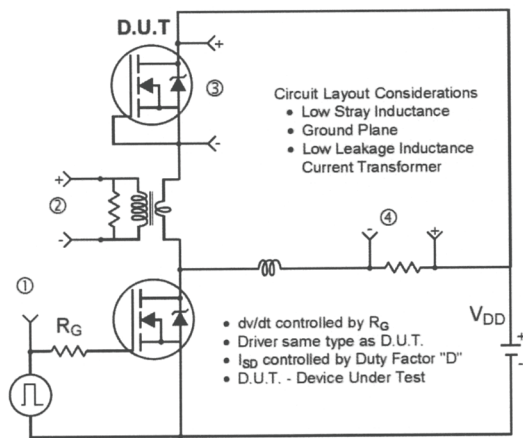 D.U.T
+
③
-
Circuit Layout Considerations
• Low Stray Inductance
• Ground Plane
• Low Leakage Inductance
Current Transformer
+
②
-
④
-
+
①
RG
VDD
+
-
• dv/dt controlled by RG
• Driver same type as D.U.T.
• ISD controlled by Duty Factor "D"
• D.U.T. - Device Under Test